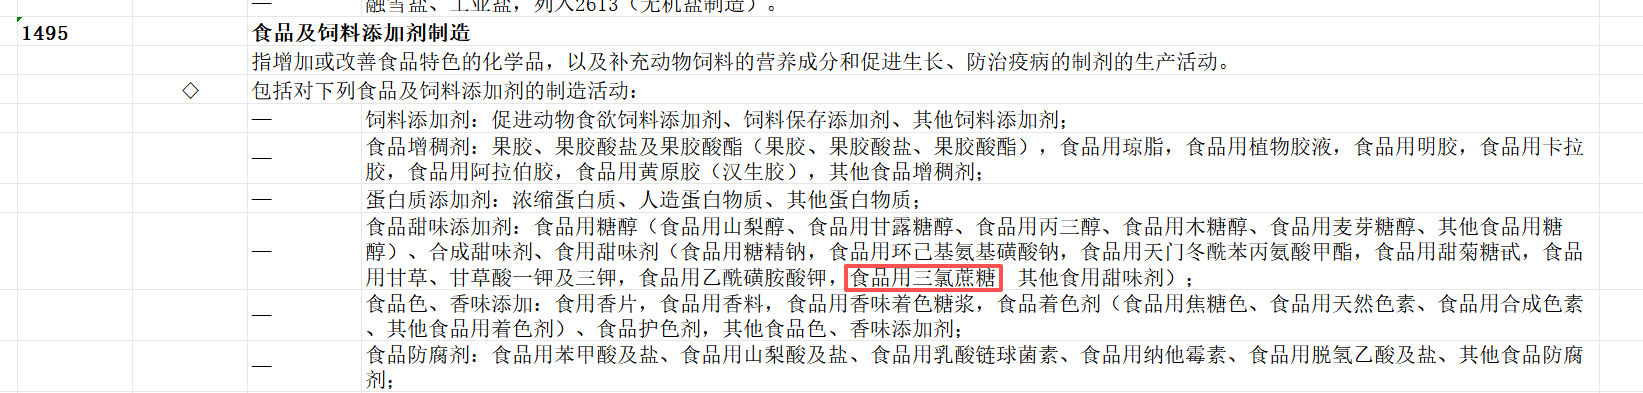 — 融雪盐、工业盐，列入2613（无机盐制造）。
1495 食品及饲料添加剂制造
指增加或改善食品特色的化学品，以及补充动物饲料的营养成分和促进生长、防治疫病的制剂的生产活动。
◇ 包括对下列食品及饲料添加剂的制造活动：
— 饲料添加剂：促进动物食欲饲料添加剂、饲料保存添加剂、其他饲料添加剂；
— 食品增稠剂：果胶、果胶酸盐及果胶酸酯（果胶、果胶酸盐、果胶酸酯），食品用琼脂，食品用植物胶液，食品用明胶，食品用卡拉
胶，食品用阿拉伯胶，食品用黄原胶（汉生胶），其他食品增稠剂；
— 蛋白质添加剂：浓缩蛋白质、人造蛋白物质、其他蛋白物质；
— 食品甜味添加剂：食品用糖醇（食品用山梨醇、食品用甘露糖醇、食品用丙三醇、食品用木糖醇、食品用麦芽糖醇、其他食品用糖
醇）、合成甜味剂、食用甜味剂（食品用糖精钠，食品用环己基氨基磺酸钠，食品用天门冬酰苯丙氨酸甲酯，食品用甜菊糖甙，食品
用甘草、甘草酸一钾及三钾，食品用乙酰磺胺酸钾，食品用三氯蔗糖 其他食用甜味剂）；
— 食品色、香味添加：食用香片，食品用香料，食品用香味着色糖浆，食品着色剂（食品用焦糖色、食品用天然色素、食品用合成色素
、其他食品用着色剂）、食品护色剂，其他食品色、香味添加剂；
— 食品防腐剂：食品用苯甲酸及盐、食品用山梨酸及盐、食品用乳酸链球菌素、食品用纳他霉素、食品用脱氢乙酸及盐、其他食品防腐
剂；